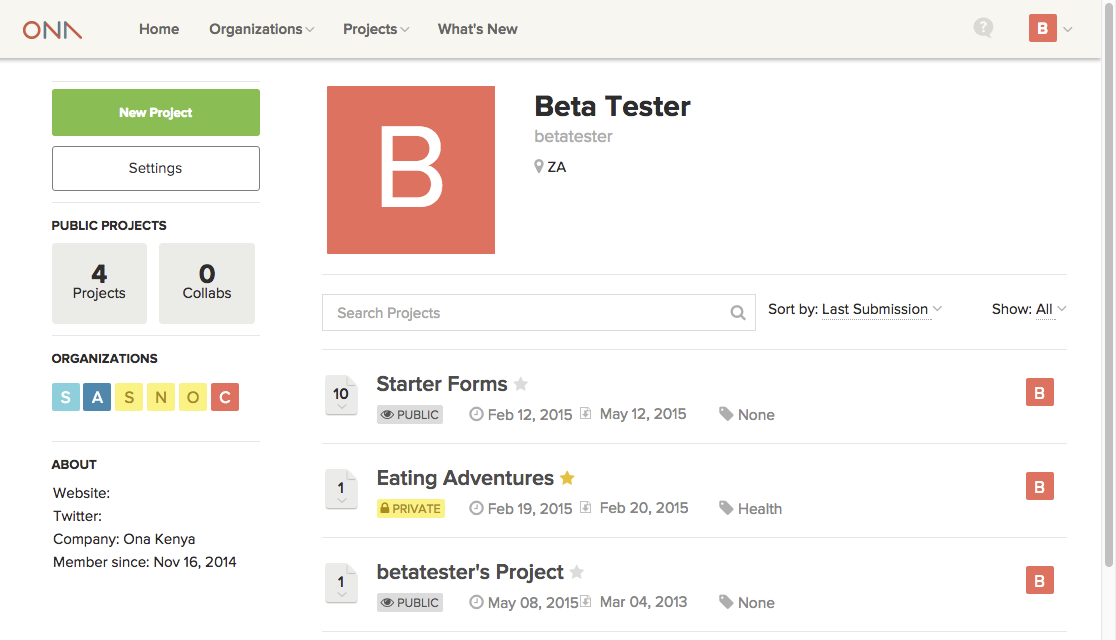 ONA Home Organizations Projects What's New ? B
New Project
Settings
PUBLIC PROJECTS
4 0
Projects Collabs
ORGANIZATIONS
S A S N O C
ABOUT
Website:
Twitter:
Company: Ona Kenya
Member since: Nov 16, 2014
B
Beta Tester
betatester
ZA
Search Projects Sort by: Last Submission Show: All
10 Starter Forms B
PUBLIC Feb 12, 2015 May 12, 2015 None
1 Eating Adventures B
PRIVATE Feb 19, 2015 Feb 20, 2015 Health
1 betatester's Project B
PUBLIC May 08, 2015 Mar 04, 2013 None